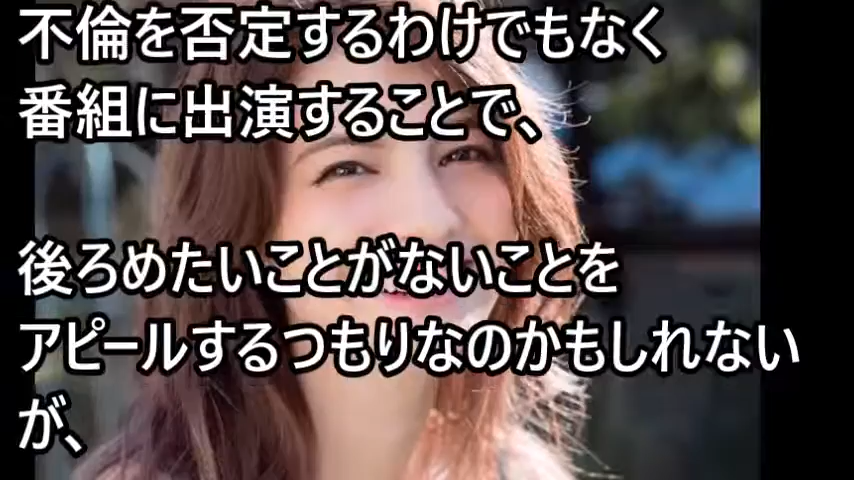 不倫を否定するわけでもなく
番組に出演することで、
後ろめたいことがないことを
アピールするつもりなのかもしれない
が、